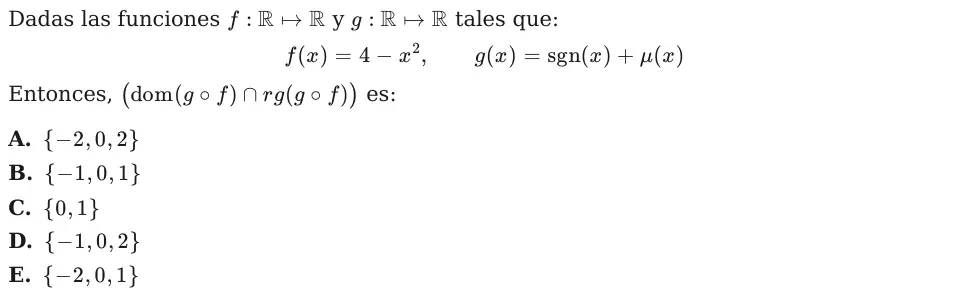 Dadas las funciones f : ℝ ↦ ℝ y g : ℝ ↦ ℝ tales que:
f(x) = 4 − x², g(x) = sgn(x) + μ(x)
Entonces, (dom(g ∘ f) ∩ rg(g ∘ f)) es:
A. {−2, 0, 2}
B. {−1, 0, 1}
C. {0, 1}
D. {−1, 0, 2}
E. {−2, 0, 1}